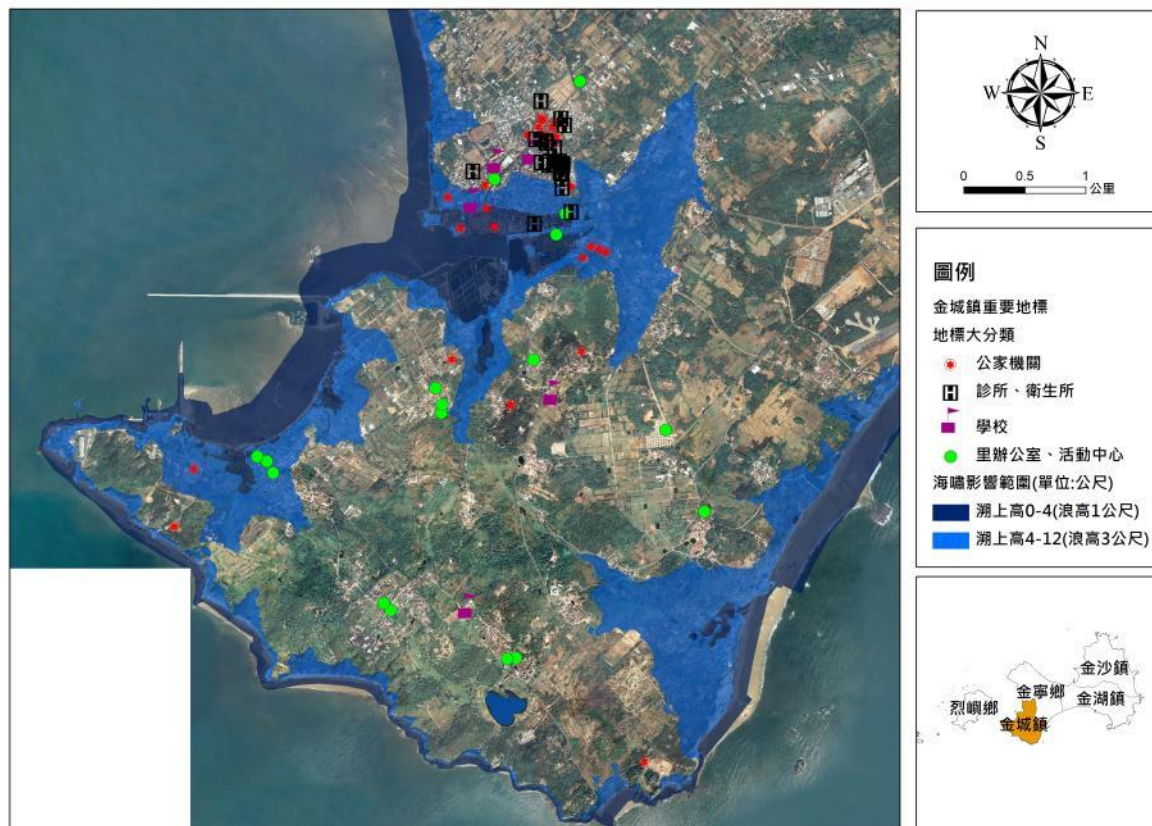 N
W E
S
0 0.5 1
公里
圖例
金城鎮重要地標
地標大分類
公家機關
H 診所、衛生所
學校
里辦公室、活動中心
海嘯影響範圍(單位:公尺)
溯上高0-4(浪高1公尺)
溯上高4-12(浪高3公尺)
金沙鎮
金寧鄉
金湖鎮
烈嶼鄉
金城鎮